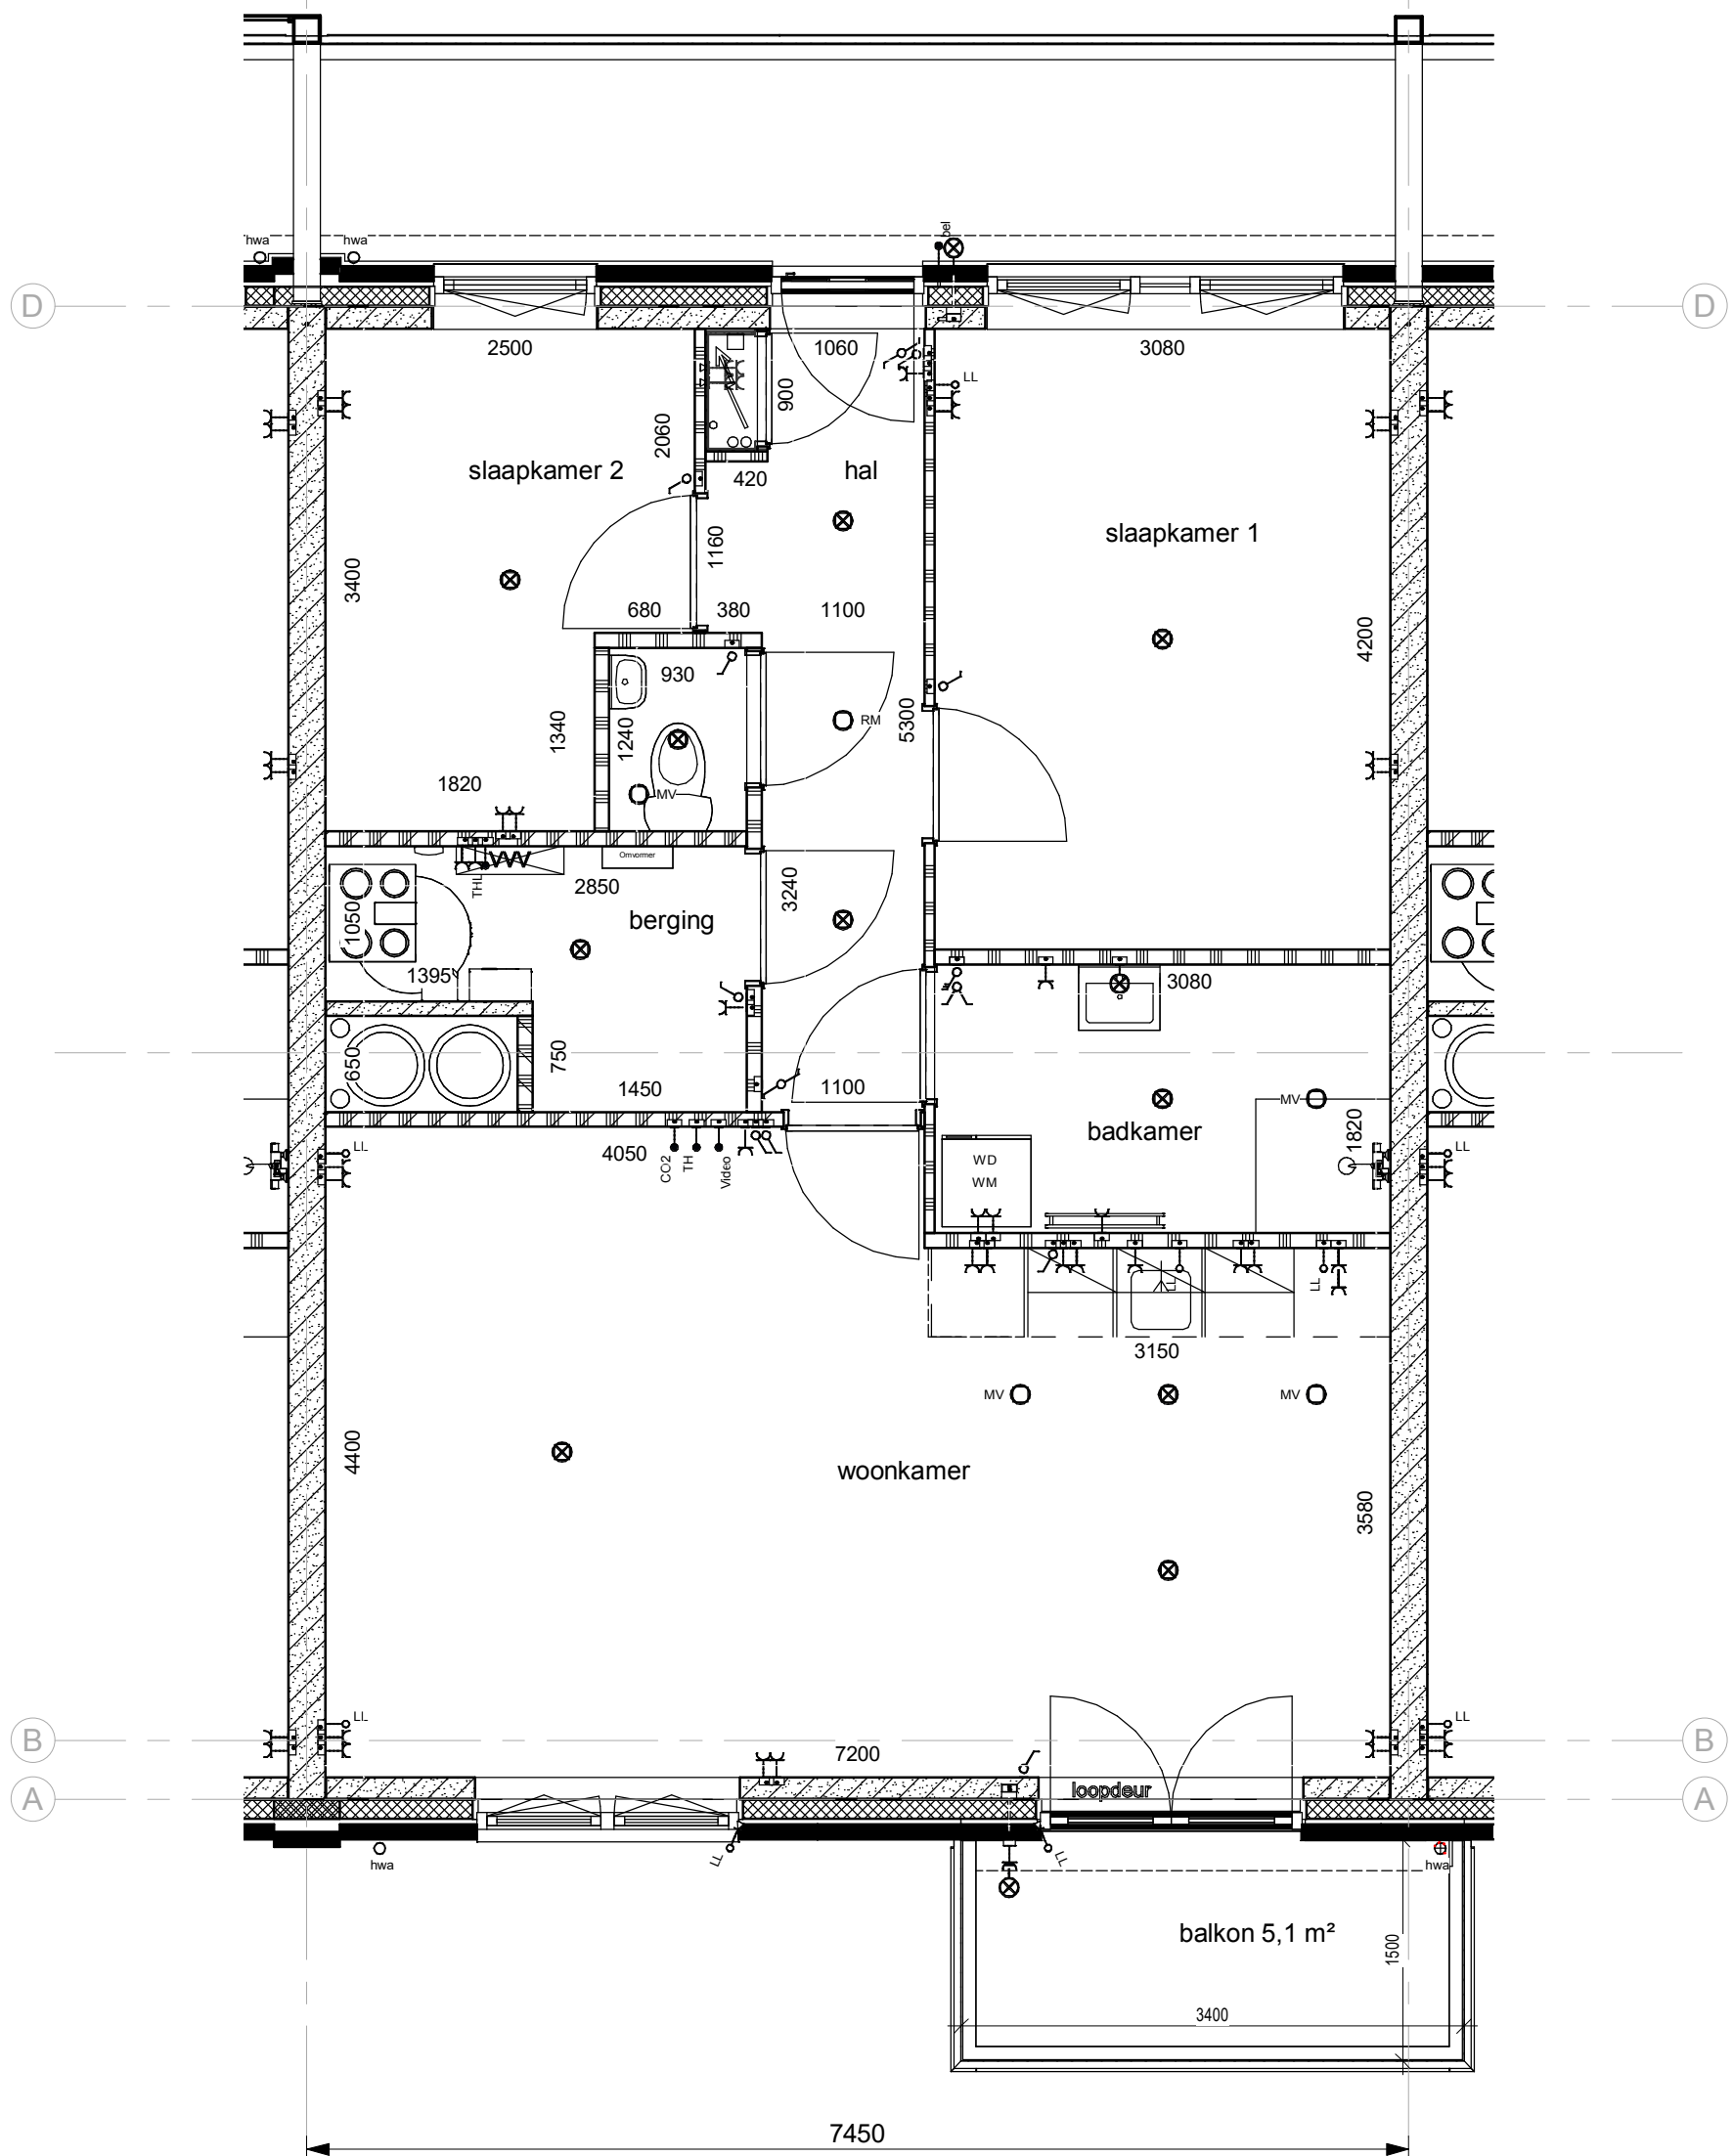 bel
hwa
hwa
D
D
2500
1060
3080
LL
900
2060
slaapkamer 2
420
hal
slaapkamer 1
1160
3400
680
380
1100
4200
930
RM
5300
1340
1240
1820
MV
Omvormer
THL
2850
3240
1050
berging
1395
3080
650
750
1450
1100
MV
badkamer
1820
LL
4050
CO2
TH
Video
WD
WM
LL
LL
LL
3150
MV
MV
4400
woonkamer
3580
LL
LL
B
B
7200
loopdeur
A
A
hwa
LL
LL
hwa
balkon 5,1 m²
1500
3400
7450